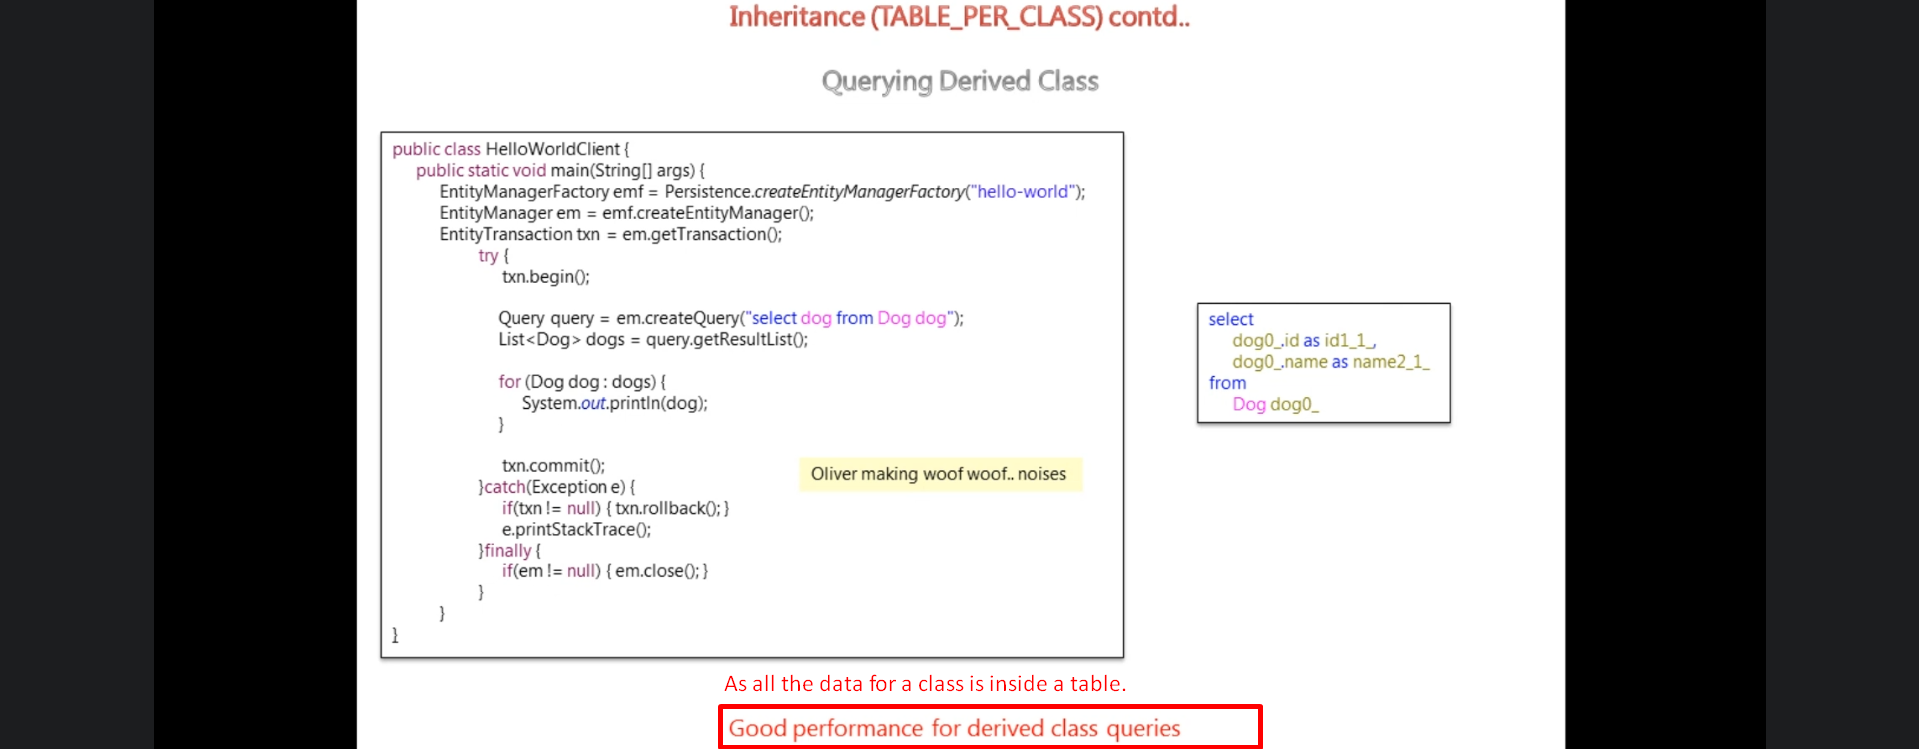 Inheritance (TABLE_PER_CLASS) contd..
Querying Derived Class
public class HelloWorldClient {
public static void main(String[] args) {
EntityManagerFactory emf = Persistence.createEntityManagerFactory("hello-world");
EntityManager em = emf.createEntityManager();
EntityTransaction txn = em.getTransaction();
try {
txn.begin();
Query query = em.createQuery("select dog from Dog dog");
List<Dog> dogs = query.getResultList();
for (Dog dog : dogs) {
System.out.println(dog);
}
txn.commit();
}catch(Exception e) {
if(txn != null) { txn.rollback(); }
e.printStackTrace();
}finally {
if(em != null) { em.close(); }
}
}
}
Oliver making woof woof.. noises
select
dog0_.id as id1_1_,
dog0_.name as name2_1_
from
Dog dog0_
As all the data for a class is inside a table.
Good performance for derived class queries